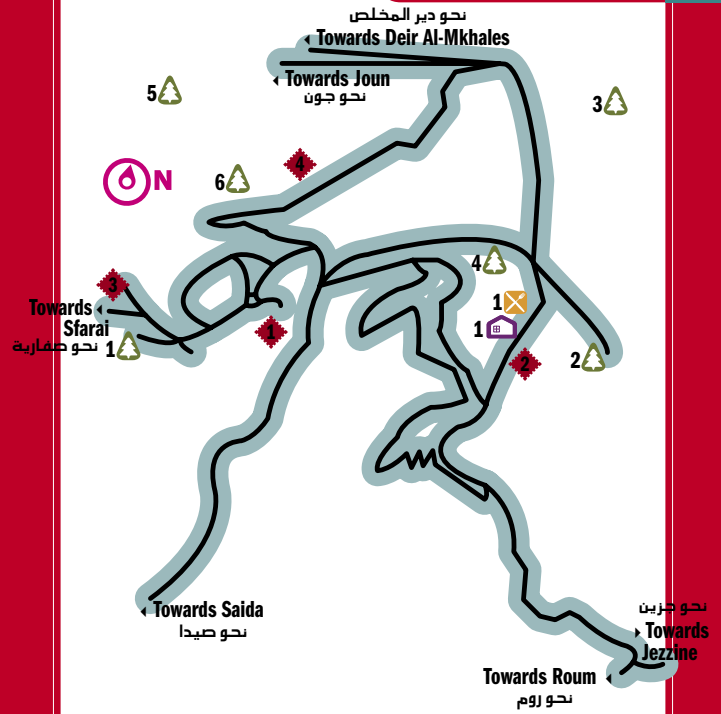 نحو دير المخلص
Towards Deir Al-Mkhales
Towards Joun
نحو جون
5
3
4
6
N
4
3
Towards
Sfarai
نحو صفارية
1
1
1
1
2
2
Towards Saida
نحو صيدا
نحو جزين
Towards
Jezzine
Towards Roum
نحو روم